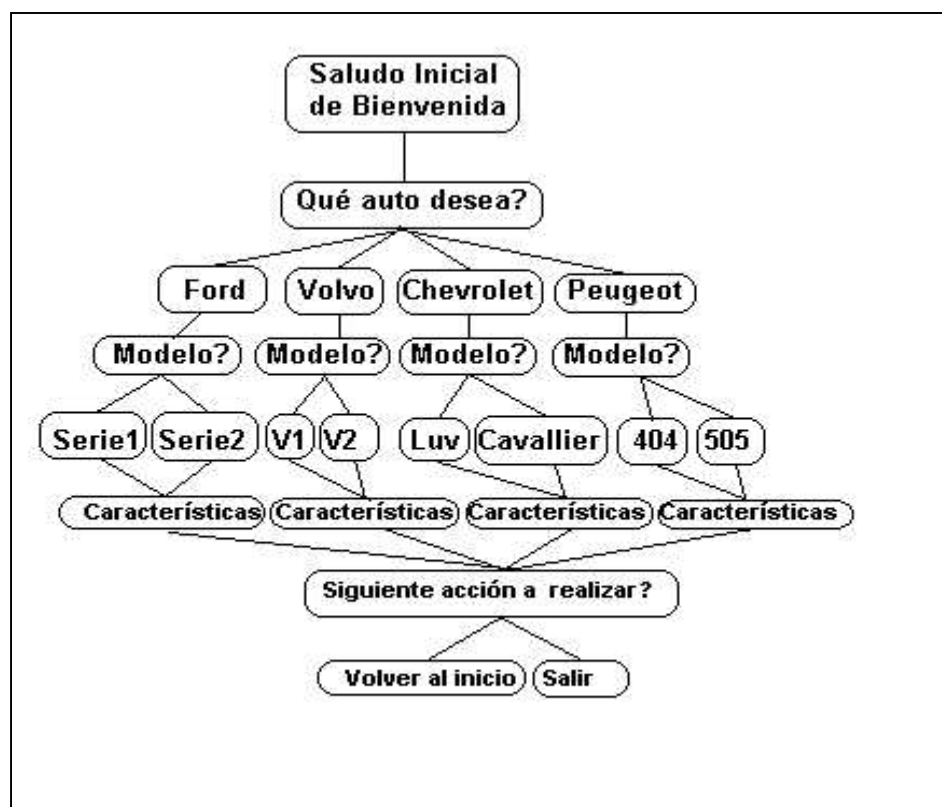 Saludo Inicial
de Bienvenida
Qué auto desea?
Ford
Volvo
Chevrolet
Peugeot
Modelo?
Modelo?
Modelo?
Modelo?
Serie1
Serie2
V1
V2
Luv
Cavallier
404
505
Características
Características
Características
Características
Siguiente acción a realizar?
Volver al inicio
Salir